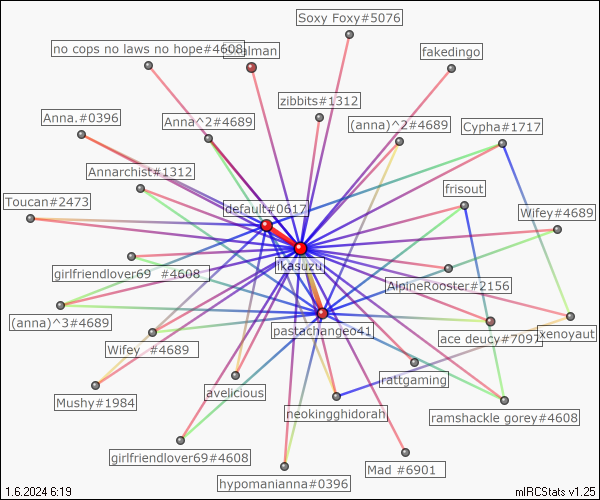 Soxy Foxy#5076
no cops no laws no hope#4608
alman
fakedingo
zibbits#1312
Anna.#0396
Anna^2#4689
(anna)^2#4689
Cypha#1717
Annarchist#1312
frisout
Toucan#2473
default#0617
Wifey#4689
ikasuzu
girlfriendlover69 #4608
AlpineRooster#2156
(anna)^3#4689
pastachangeo41
ace deucy#7097
xenoyaut
Wifey #4689
rattgaming
avelicious
Mushy#1984
neokingghidorah
ramshackle gorey#4608
girlfriendlover69#4608
Mad #6901
hypomanianna#0396
1.6.2024 6:19
mIRCStats v1.25